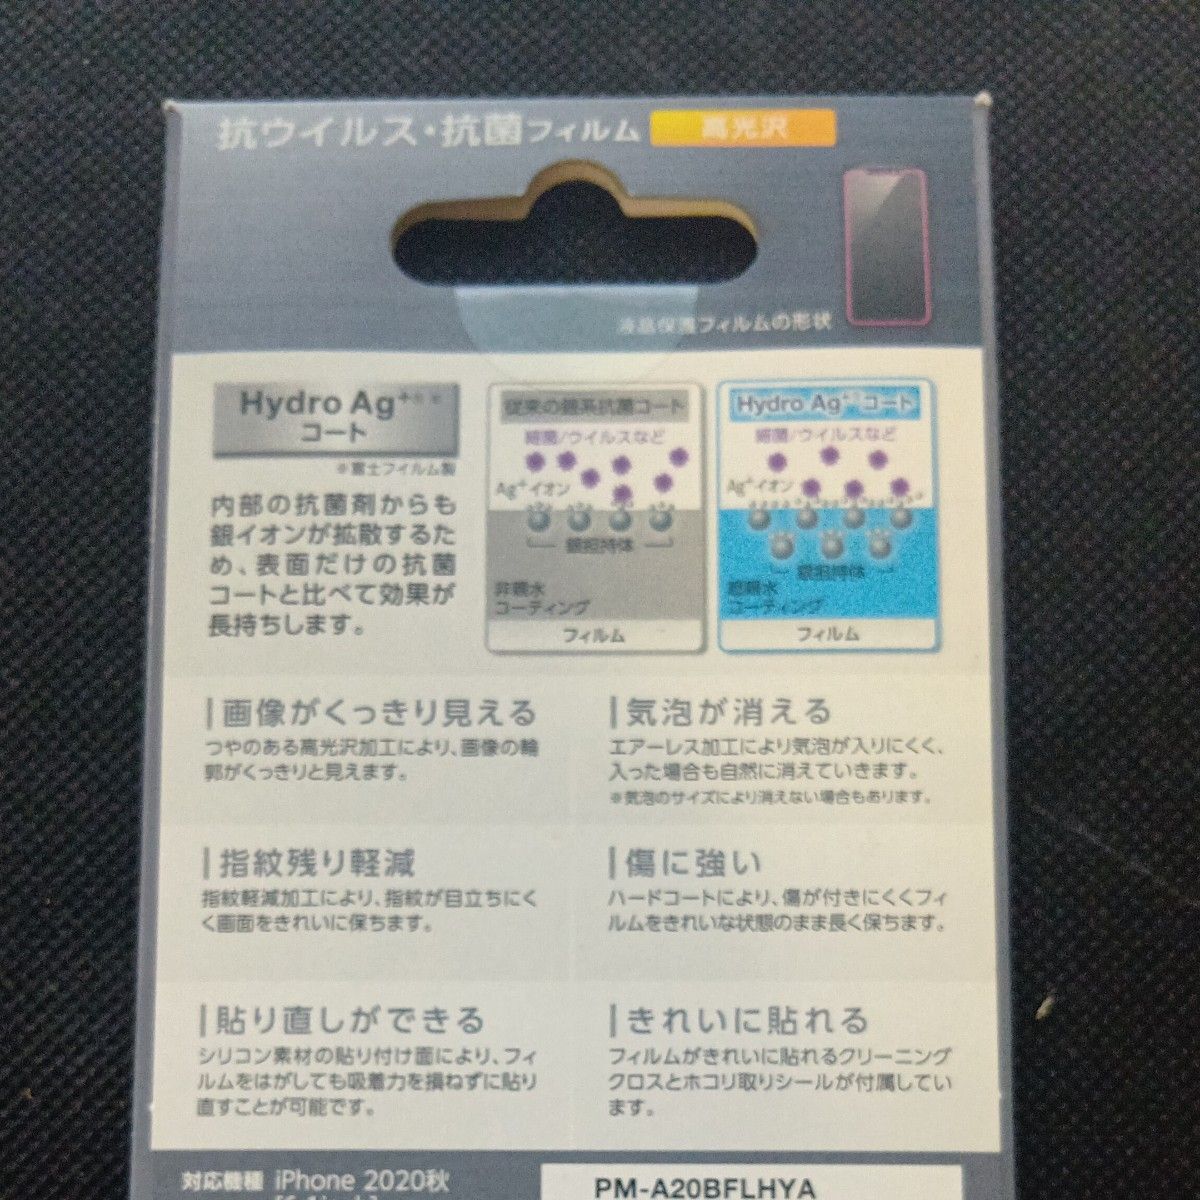 抗ウイルス・抗菌フィルム 高光沢
液晶保護フィルムの形状
Hydro Ag⁺
コート
※富士フイルム製
内部の抗菌剤からも
銀イオンが拡散するた
め、表面だけの抗菌
コートと比べて効果が
長持ちします。
従来の銀系抗菌コート
細菌/ウイルスなど
Ag⁺イオン
銀担持体
非親水
コーティング
フィルム
Hydro Ag⁺コート
細菌/ウイルスなど
Ag⁺イオン
銀担持体
超親水
コーティング
フィルム
画像がくっきり見える
つやのある高光沢加工により、画像の輪
郭がくっきりと見えます。
気泡が消える
エアーレス加工により気泡が入りにくく、
入った場合も自然に消えていきます。
※気泡のサイズにより消えない場合もあります。
指紋残り軽減
指紋軽減加工により、指紋が目立ちにく
く画面をきれいに保ちます。
傷に強い
ハードコートにより、傷が付きにくくフィ
ルムをきれいな状態のまま長く保ちます。
貼り直しができる
シリコン素材の貼り付け面により、フィ
ルムをはがしても吸着力を損ねずに貼り
直すことが可能です。
きれいに貼れる
フィルムがきれいに貼れるクリーニング
クロスとホコリ取りシールが付属してい
ます。
対応機種 iPhone 2020秋
PM-A20BFLHYA